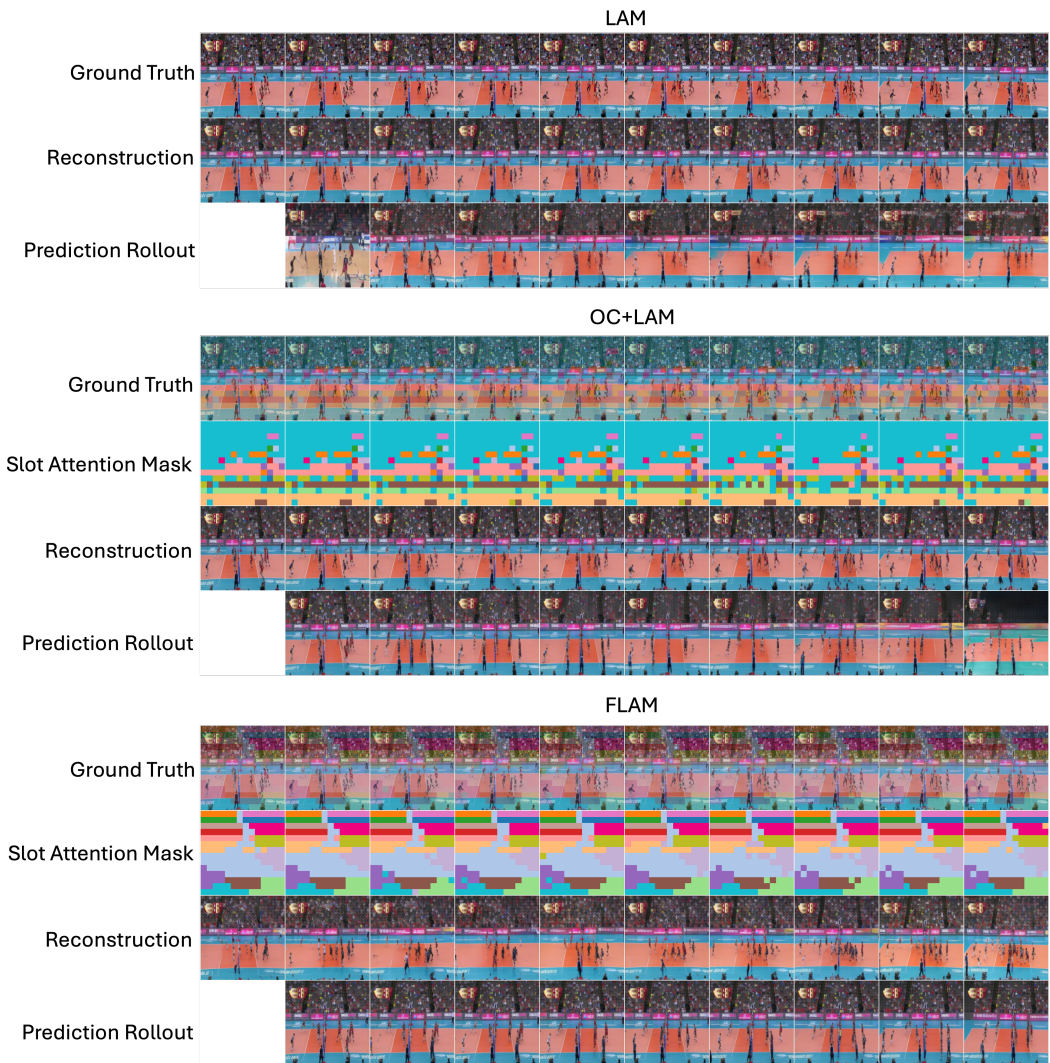 LAM
Ground Truth
Reconstruction
Prediction Rollout
OC+LAM
Ground Truth
Slot Attention Mask
Reconstruction
Prediction Rollout
FLAM
Ground Truth
Slot Attention Mask
Reconstruction
Prediction Rollout